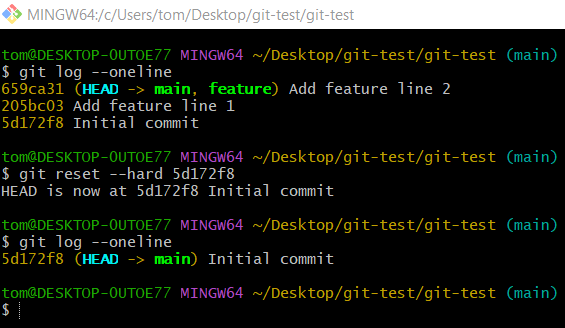 MINGW64:/c/Users/tom/Desktop/git-test/git-test
tom@DESKTOP-OUTOE77 MINGW64 ~/Desktop/git-test/git-test (main)
$ git log --oneline
659ca31 (HEAD -> main, feature) Add feature line 2
205bc03 Add feature line 1
5d172f8 Initial commit
tom@DESKTOP-OUTOE77 MINGW64 ~/Desktop/git-test/git-test (main)
$ git reset --hard 5d172f8
HEAD is now at 5d172f8 Initial commit
tom@DESKTOP-OUTOE77 MINGW64 ~/Desktop/git-test/git-test (main)
$ git log --oneline
5d172f8 (HEAD -> main) Initial commit
tom@DESKTOP-OUTOE77 MINGW64 ~/Desktop/git-test/git-test (main)
$